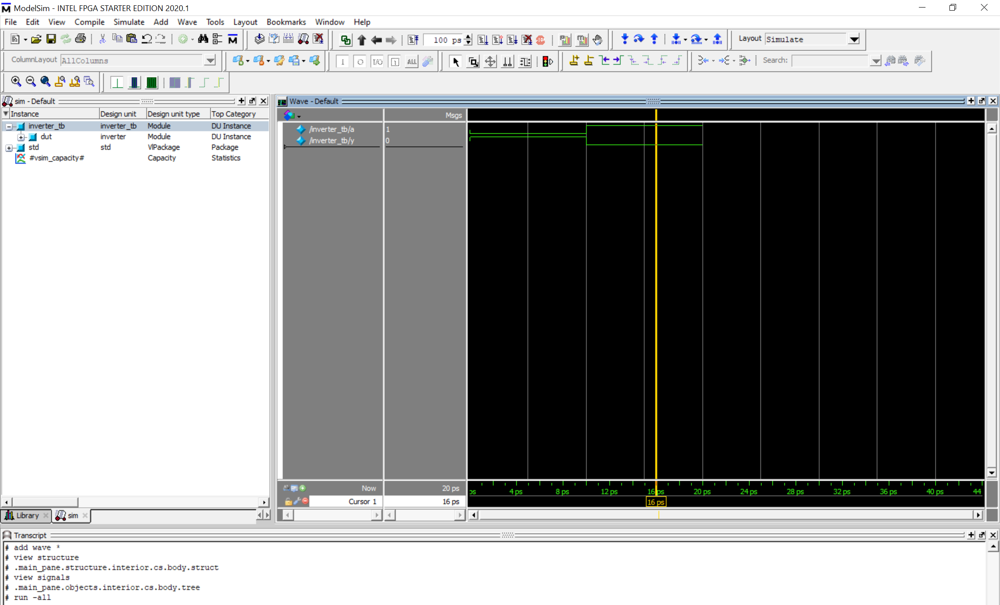 ModelSim - INTEL FPGA STARTER EDITION 2020.1
File Edit View Compile Simulate Add Wave Tools Layout Bookmarks Window Help
100 ps
Layout Simulate
ColumnLayout AllColumns
I/O
ALL
Search:
sim - Default
Instance Design unit Design unit type Top Category
inverter_tb inverter_tb Module DU Instance
dut inverter Module DU Instance
std std VlPackage Package
#vsim_capacity# Capacity Statistics
Library
sim
Wave - Default
Msgs
/inverter_tb/a 1
/inverter_tb/y 0
Now 20 ps
4 ps 8 ps 12 ps 16 ps 20 ps 24 ps 28 ps 32 ps 36 ps 40 ps 44
Cursor 1 16 ps
16 ps
Transcript
# add wave *
# view structure
# .main_pane.structure.interior.cs.body.struct
# view signals
# .main_pane.objects.interior.cs.body.tree
# run -all